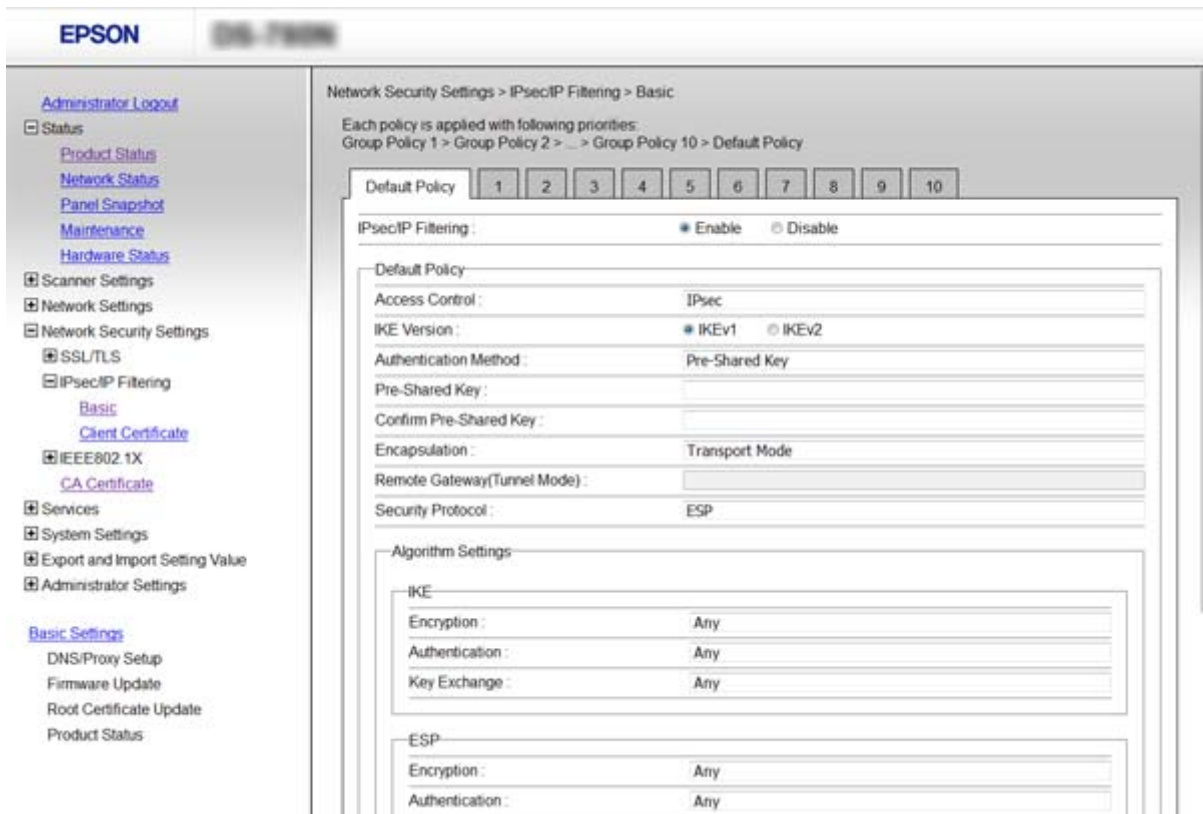 EPSON
Administrator Logout
Status
Product Status
Network Status
Panel Snapshot
Maintenance
Hardware Status
Scanner Settings
Network Settings
Network Security Settings
SSL/TLS
IPsec/IP Filtering
Basic
Client Certificate
IEEE802.1X
CA Certificate
Services
System Settings
Export and Import Setting Value
Administrator Settings
Basic Settings
DNS/Proxy Setup
Firmware Update
Root Certificate Update
Product Status
Network Security Settings > IPsec/IP Filtering > Basic
Each policy is applied with following priorities:
Group Policy 1 > Group Policy 2 > ... > Group Policy 10 > Default Policy
Default Policy 1 2 3 4 5 6 7 8 9 10
IPsec/IP Filtering : Enable Disable
Default Policy
Access Control : IPsec
IKE Version : IKEv1 IKEv2
Authentication Method : Pre-Shared Key
Pre-Shared Key :
Confirm Pre-Shared Key :
Encapsulation : Transport Mode
Remote Gateway(Tunnel Mode) :
Security Protocol : ESP
Algorithm Settings
IKE
Encryption : Any
Authentication : Any
Key Exchange : Any
ESP
Encryption : Any
Authentication : Any